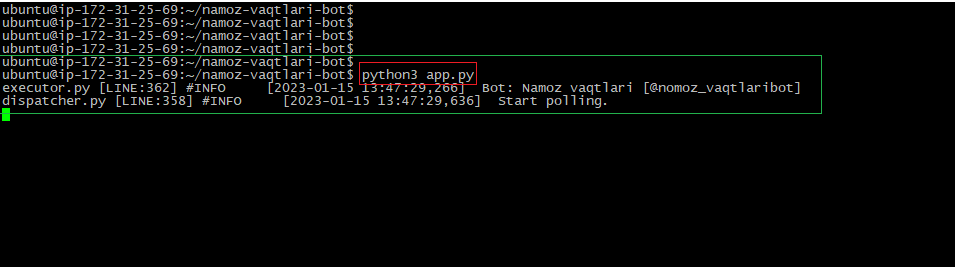 ubuntu@ip-172-31-25-69:~/namoz-vaqtlari-bot$
ubuntu@ip-172-31-25-69:~/namoz-vaqtlari-bot$
ubuntu@ip-172-31-25-69:~/namoz-vaqtlari-bot$
ubuntu@ip-172-31-25-69:~/namoz-vaqtlari-bot$
ubuntu@ip-172-31-25-69:~/namoz-vaqtlari-bot$
ubuntu@ip-172-31-25-69:~/namoz-vaqtlari-bot$ python3 app.py
executor.py [LINE:362] #INFO     [2023-01-15 13:47:29,266]  Bot: Namoz vaqtlari [@nomoz_vaqtlaribot]
dispatcher.py [LINE:358] #INFO     [2023-01-15 13:47:29,636]  Start polling.